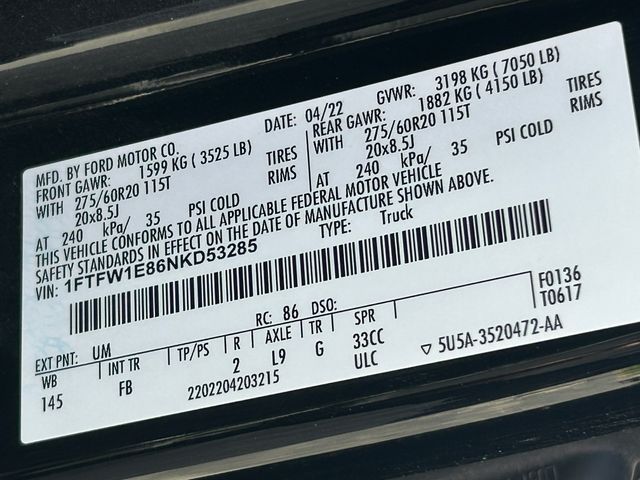 MFD. BY FORD MOTOR CO.
DATE: 04/22
GVWR: 3198 KG ( 7050 LB)
FRONT GAWR: 1599 KG ( 3525 LB)
REAR GAWR: 1882 KG ( 4150 LB)
WITH 275/60R20 115T TIRES
WITH 275/60R20 115T TIRES
20x8.5J RIMS
20x8.5J RIMS
AT 240 kPa/ 35 PSI COLD
AT 240 kPa/ 35 PSI COLD
THIS VEHICLE CONFORMS TO ALL APPLICABLE FEDERAL MOTOR VEHICLE
SAFETY STANDARDS IN EFFECT ON THE DATE OF MANUFACTURE SHOWN ABOVE.
VIN: 1FTFW1E86NKD53285
TYPE: Truck
EXT PNT: UM
RC: 86 DSO:
F0136
T0617
WB INT TR TP/PS R AXLE TR SPR
145 FB 2 L9 G 33CC
ULC
2202204203215
▽ 5U5A-3520472-AA